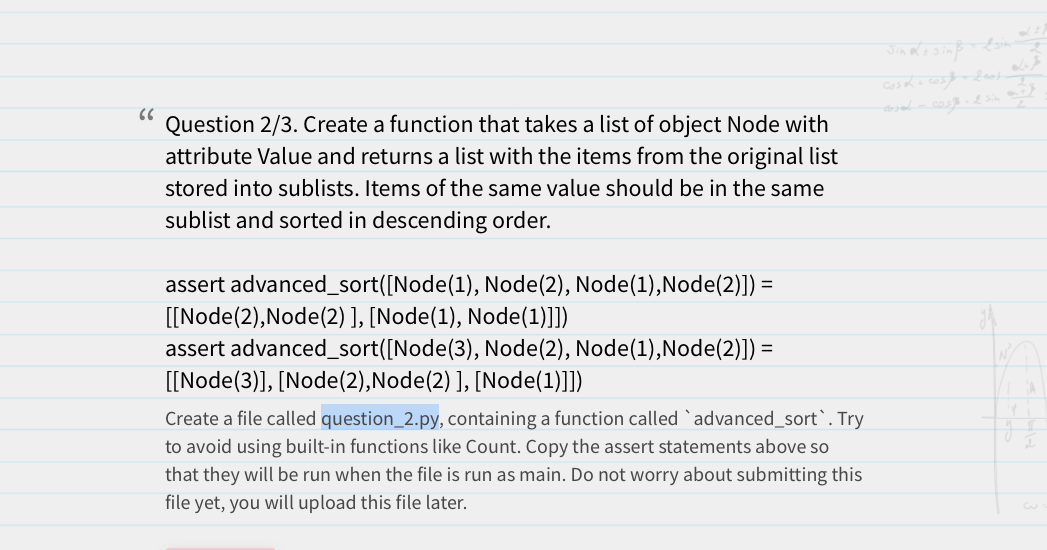 “
Question 2/3. Create a function that takes a list of object Node with
attribute Value and returns a list with the items from the original list
stored into sublists. Items of the same value should be in the same
sublist and sorted in descending order.
assert advanced_sort([Node(1), Node(2), Node(1),Node(2)]) =
[[Node(2),Node(2) ], [Node(1), Node(1)]])
assert advanced_sort([Node(3), Node(2), Node(1),Node(2)]) =
[[Node(3)], [Node(2),Node(2) ], [Node(1)]])
Create a file called question_2.py, containing a function called `advanced_sort`. Try
to avoid using built-in functions like Count. Copy the assert statements above so
that they will be run when the file is run as main. Do not worry about submitting this
file yet, you will upload this file later.